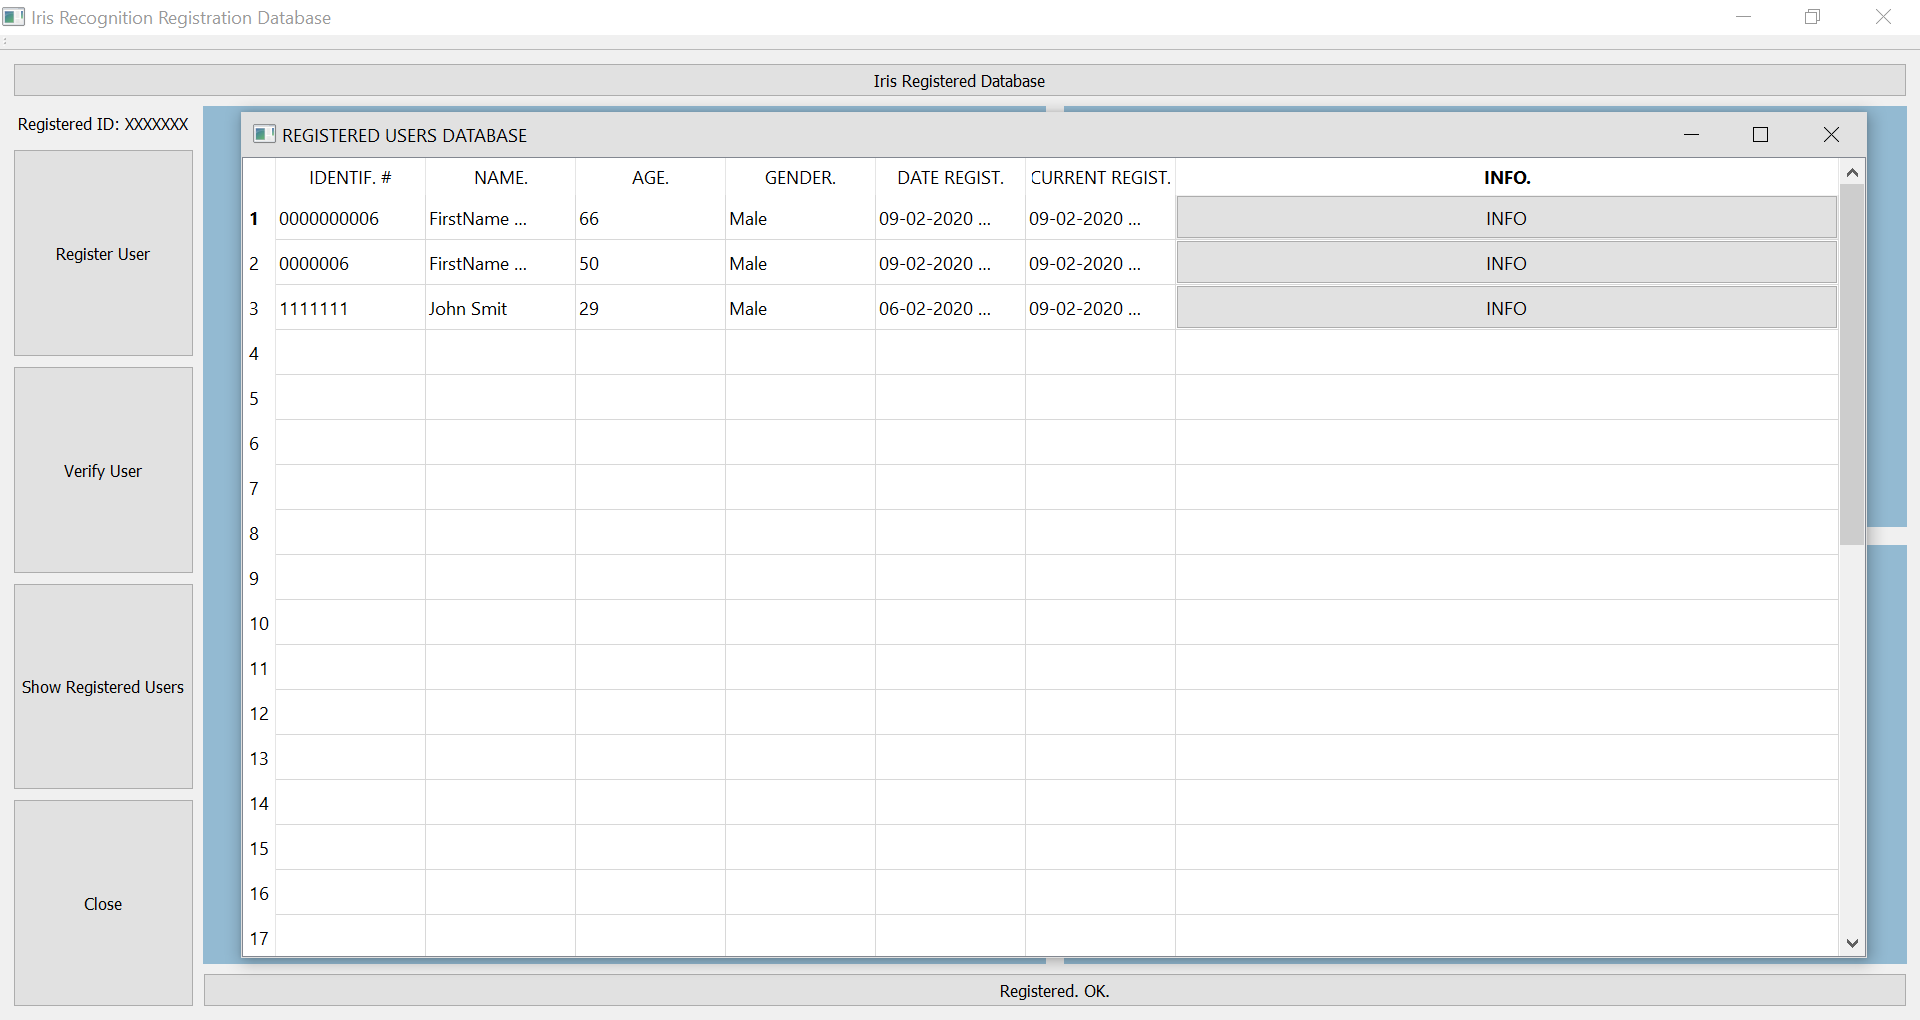 Iris Recognition Registration Database
Iris Registered Database
Registered ID: XXXXXXX
Register User
Verify User
Show Registered Users
Close
REGISTERED USERS DATABASE
IDENTIF. # NAME. AGE. GENDER. DATE REGIST. CURRENT REGIST. INFO.
1 0000000006 FirstName ... 66 Male 09-02-2020 ... 09-02-2020 ... INFO
2 0000006 FirstName ... 50 Male 09-02-2020 ... 09-02-2020 ... INFO
3 1111111 John Smit 29 Male 06-02-2020 ... 09-02-2020 ... INFO
4
5
6
7
8
9
10
11
12
13
14
15
16
17
Registered. OK.